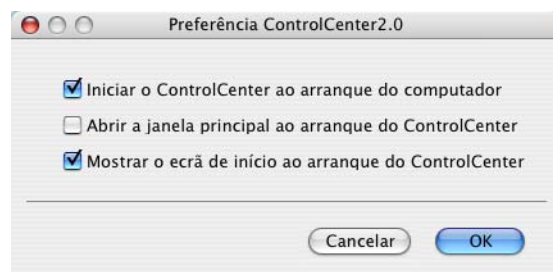 Preferência ControlCenter2.0
Iniciar o ControlCenter ao arranque do computador
Abrir a janela principal ao arranque do ControlCenter
Mostrar o ecrã de início ao arranque do ControlCenter
Cancelar OK